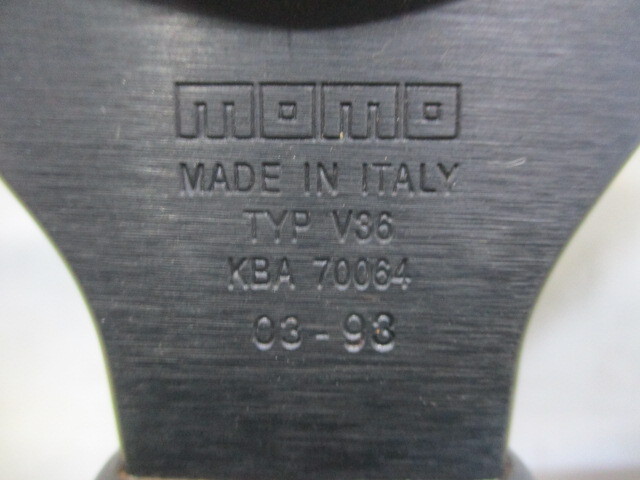 momo
MADE IN ITALY
TYP V36
KBA 70064
03-93